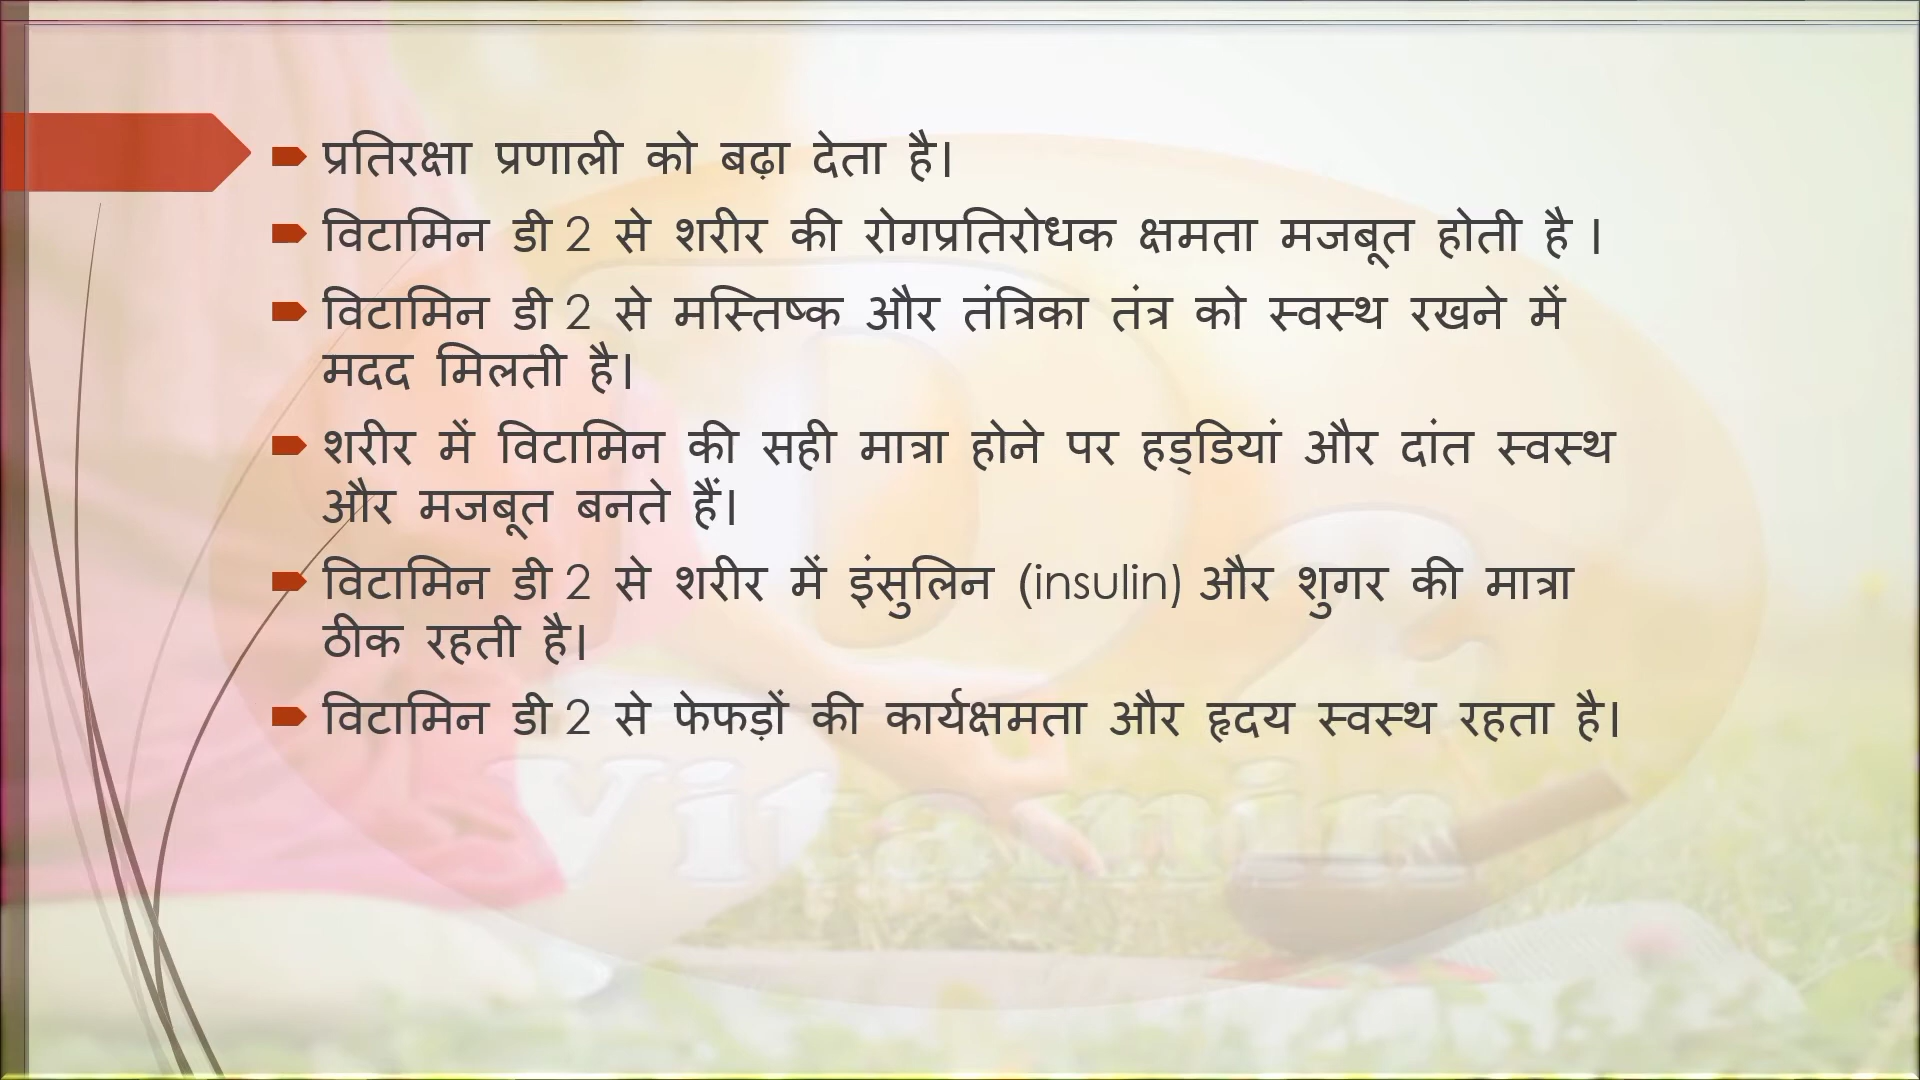 प्रतिरक्षा प्रणाली को बढ़ा देता है।
विटामिन डी 2 से शरीर की रोगप्रतिरोधक क्षमता मजबूत होती है ।
विटामिन डी 2 से मस्तिष्क और तंत्रिका तंत्र को स्वस्थ रखने में
मदद मिलती है।
शरीर में विटामिन की सही मात्रा होने पर हड्डियां और दांत स्वस्थ
और मजबूत बनते हैं।
विटामिन डी 2 से शरीर में इंसुलिन (insulin) और शुगर की मात्रा
ठीक रहती है।
विटामिन डी 2 से फेफड़ों की कार्यक्षमता और हृदय स्वस्थ रहता है।
D2
Vitamin